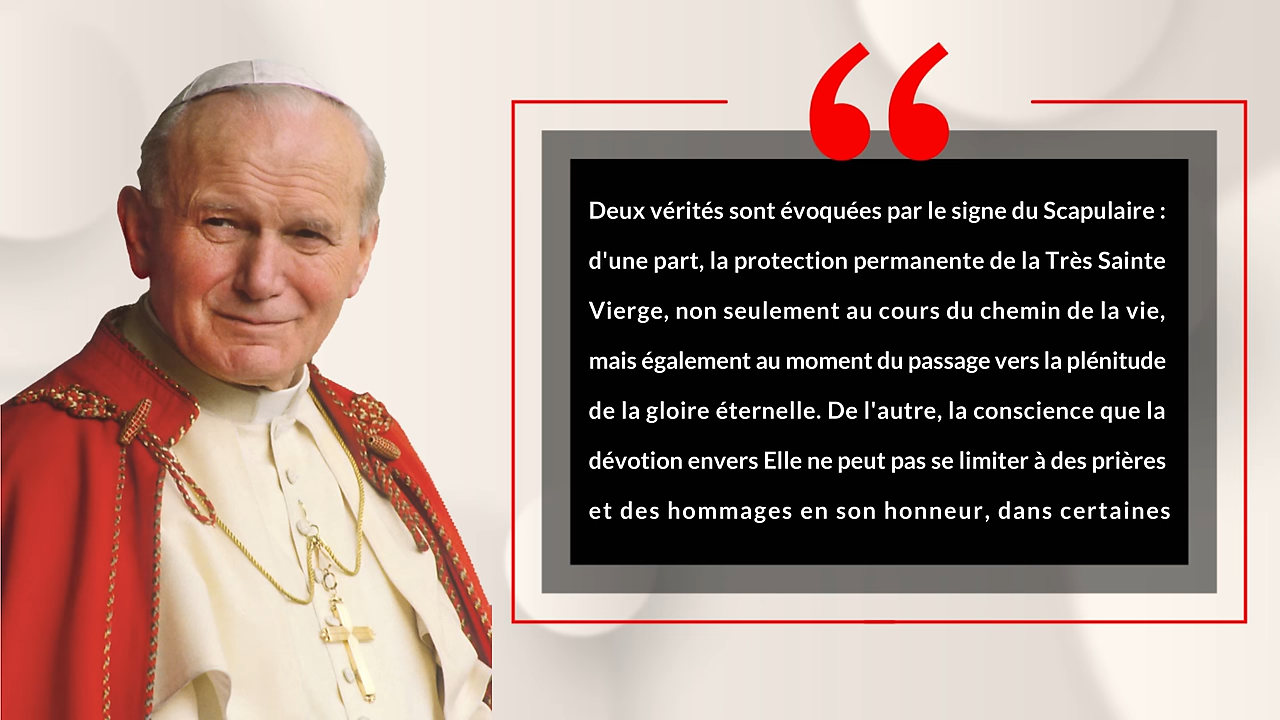 Deux vérités sont évoquées par le signe du Scapulaire :
d'une part, la protection permanente de la Très Sainte
Vierge, non seulement au cours du chemin de la vie,
mais également au moment du passage vers la plénitude
de la gloire éternelle. De l'autre, la conscience que la
dévotion envers Elle ne peut pas se limiter à des prières
et des hommages en son honneur, dans certaines